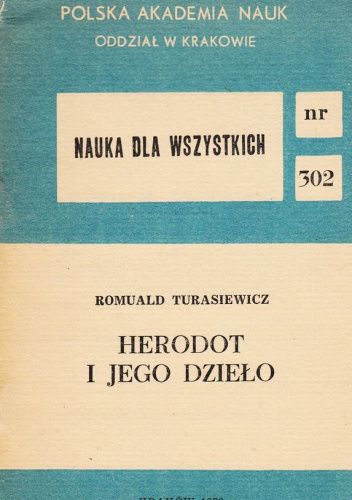 POLSKA AKADEMIA NAUK
ODDZIAŁ W KRAKOWIE
nr
NAUKA DLA WSZYSTKICH
302
ROMUALD TURASIEWICZ
HERODOT
I JEGO DZIEŁO